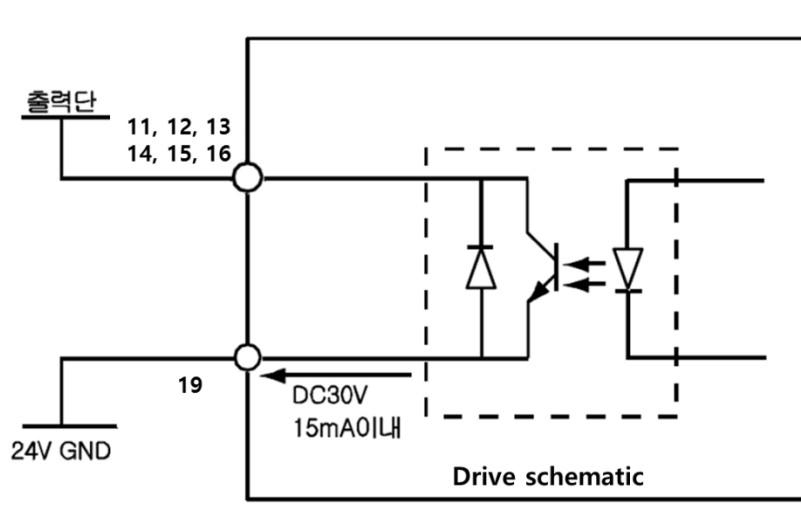 출력단
11, 12, 13
14, 15, 16
19
DC30V
15mA이내
24V GND
Drive schematic